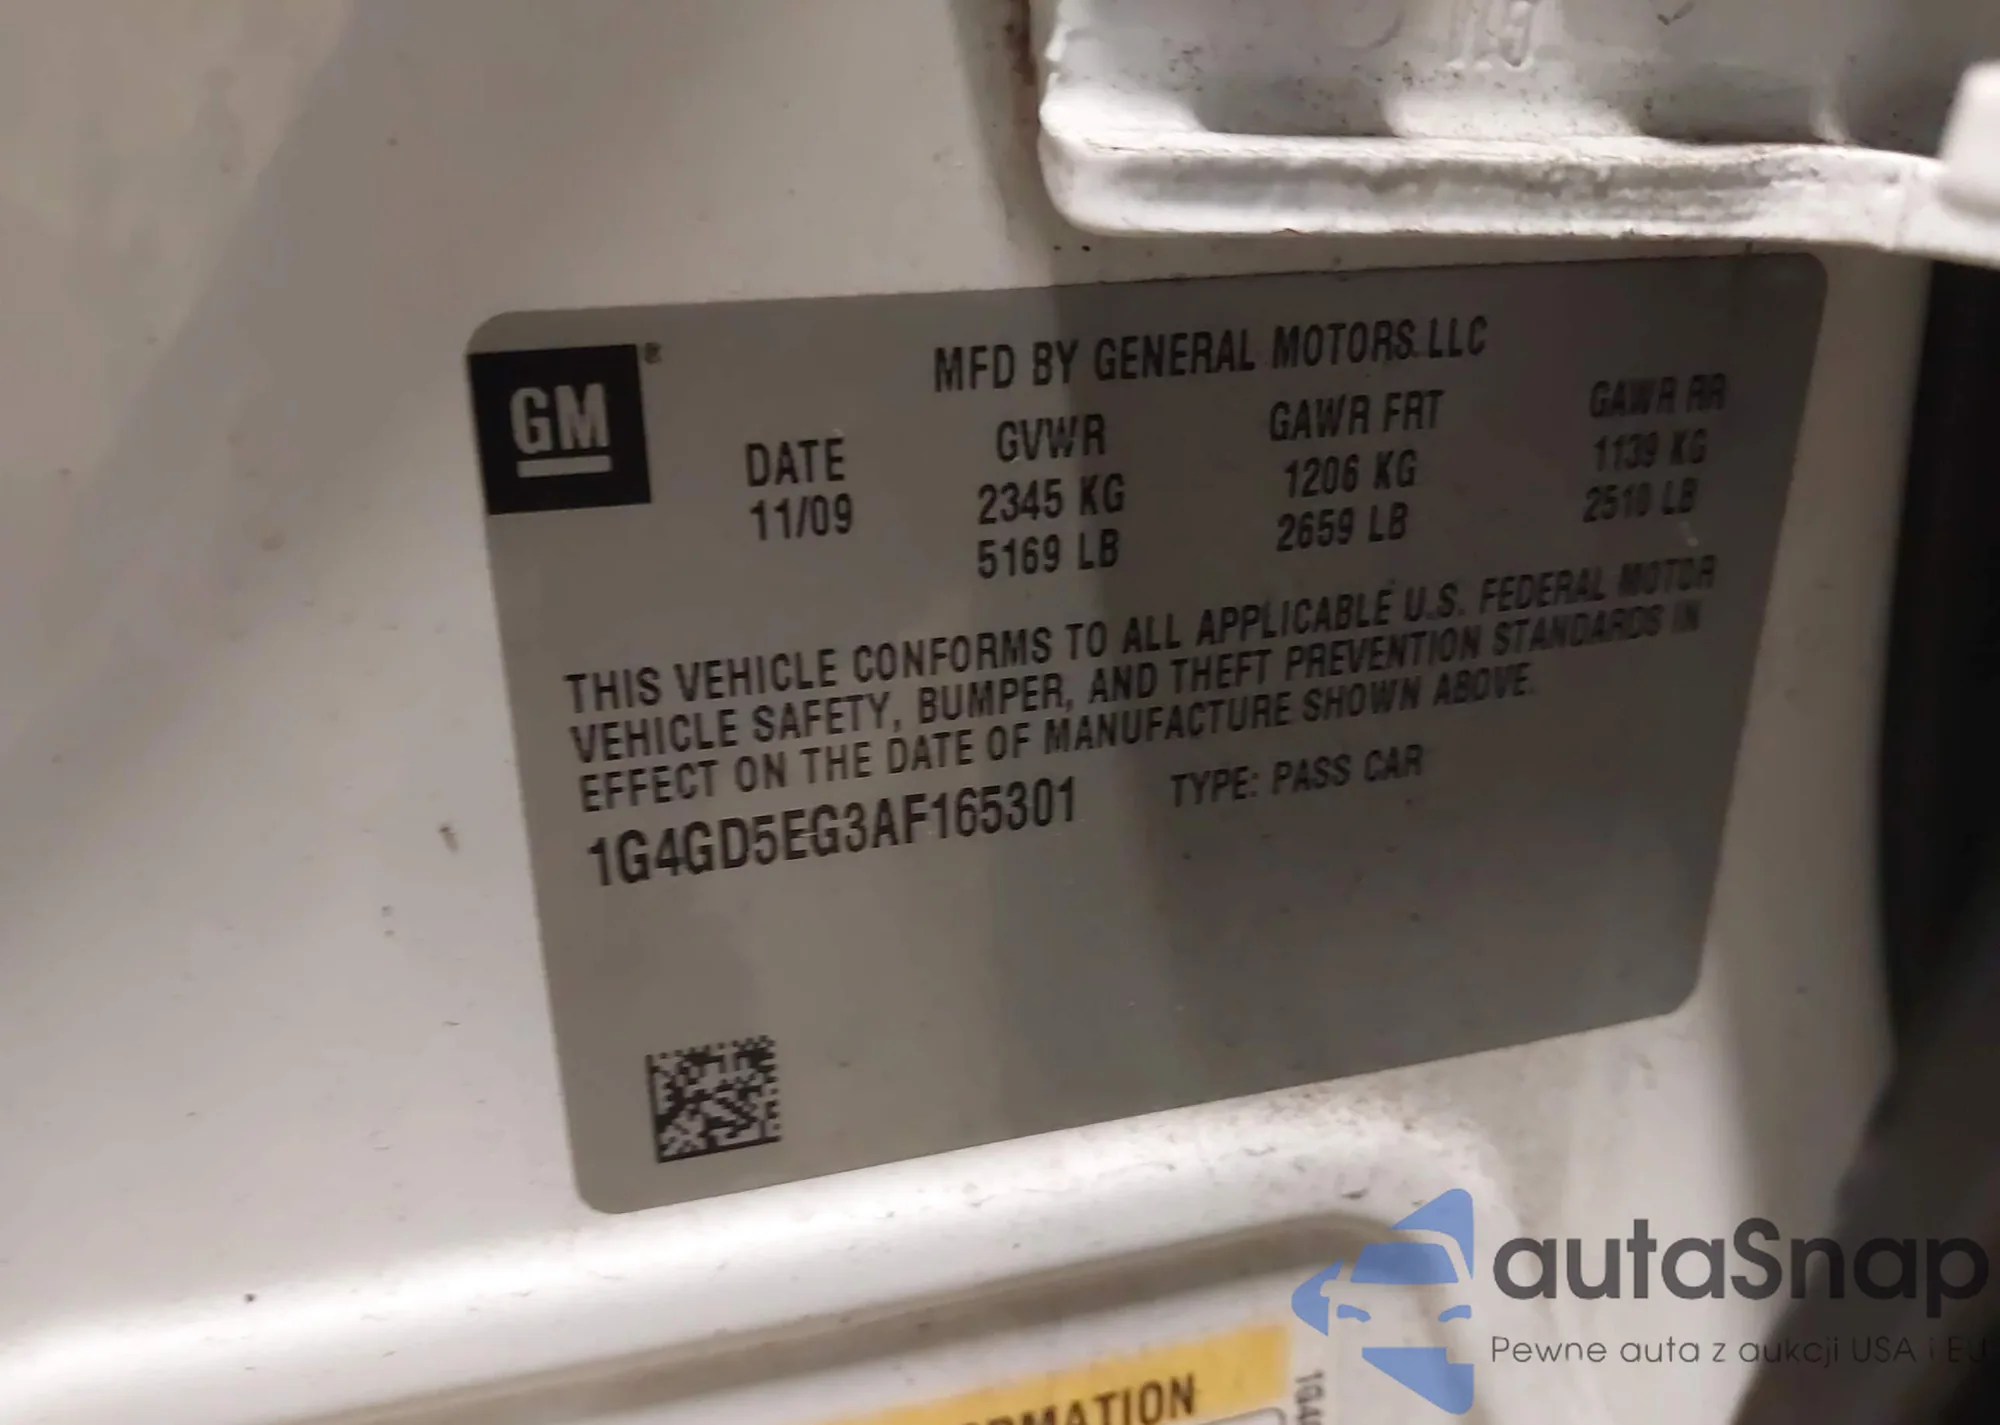 GM®
MFD BY GENERAL MOTORS LLC
DATE GVWR GAWR FRT GAWR RR
11/09 2345 KG 1206 KG 1139 KG
5169 LB 2659 LB 2510 LB
THIS VEHICLE CONFORMS TO ALL APPLICABLE U.S. FEDERAL MOTOR
VEHICLE SAFETY, BUMPER, AND THEFT PREVENTION STANDARDS IN
EFFECT ON THE DATE OF MANUFACTURE SHOWN ABOVE.
1G4GD5EG3AF165301 TYPE: PASS CAR
autaSnap
Pewne auta z aukcji USA i EU